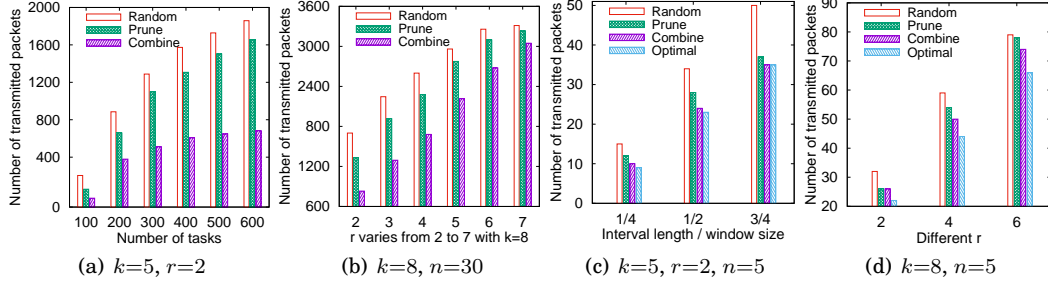 Number of transmitted packets
2000
1600
1200
800
400
0
Random
Prune
Combine
100 200 300 400 500 600
Number of tasks
(a) k=5, r=2
Number of transmitted packets
3600
3000
2400
800
1200
600
Random
Prune
Combine
2 3 4 5 6 7
r varies from 2 to 7 with k=8
(b) k=8, n=30
Number of transmitted packets
50
40
30
20
10
0
Random
Prune
Combine
Optimal
1/4 1/2 3/4
Interval length / window size
(c) k=5, r=2, n=5
Number of transmitted packets
90
80
70
60
50
40
30
20
Random
Prune
Combine
Optimal
2 4 6
Different r
(d) k=8, n=5